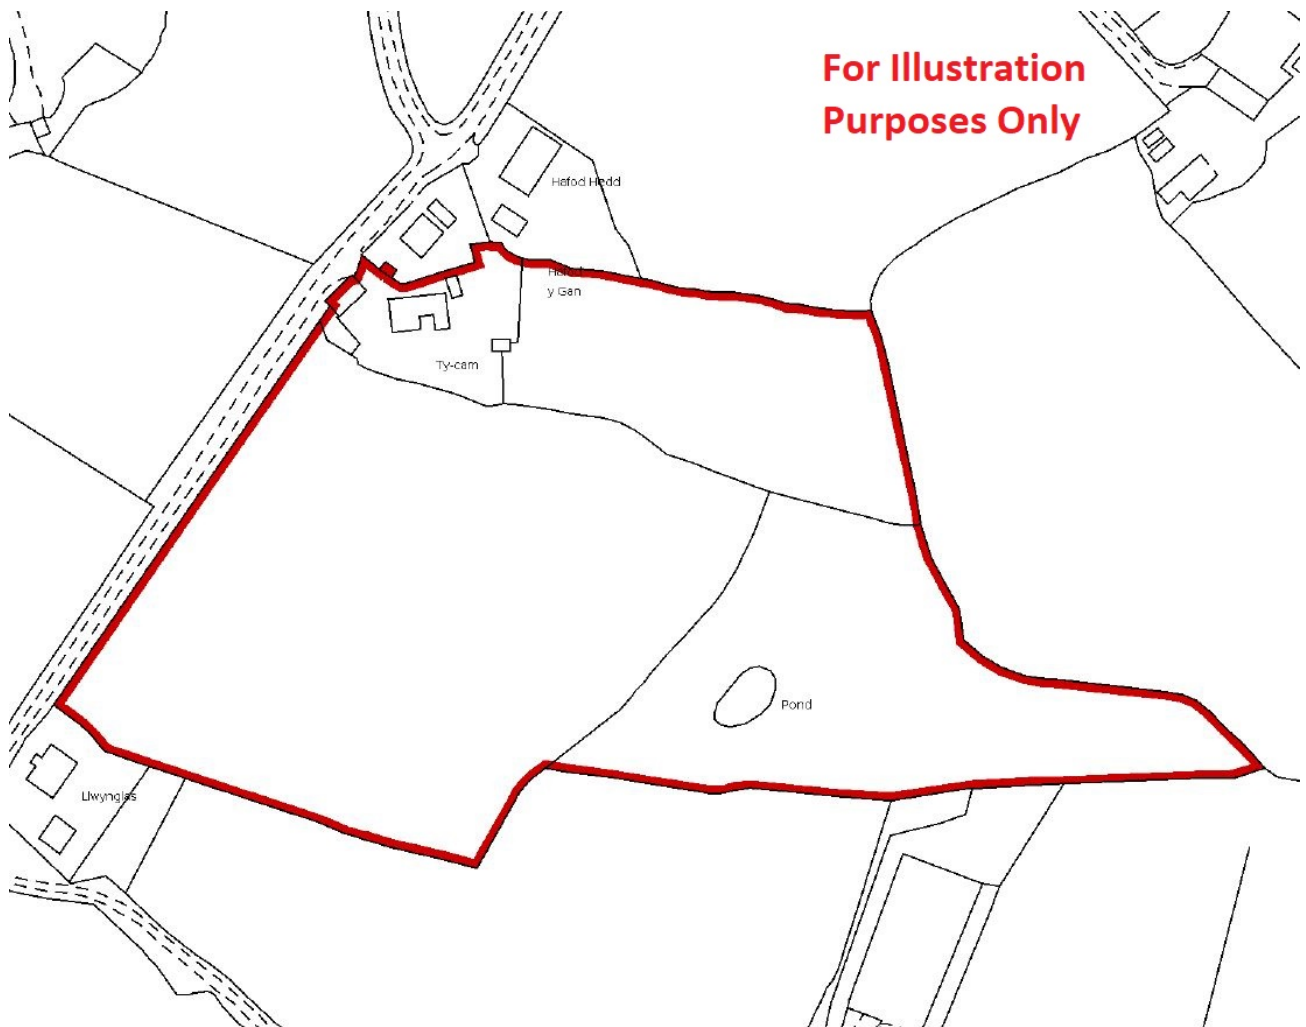 For Illustration
Purposes Only
Hafod Hedd
y Gan
Ty-cam
Pond
Llwynglas